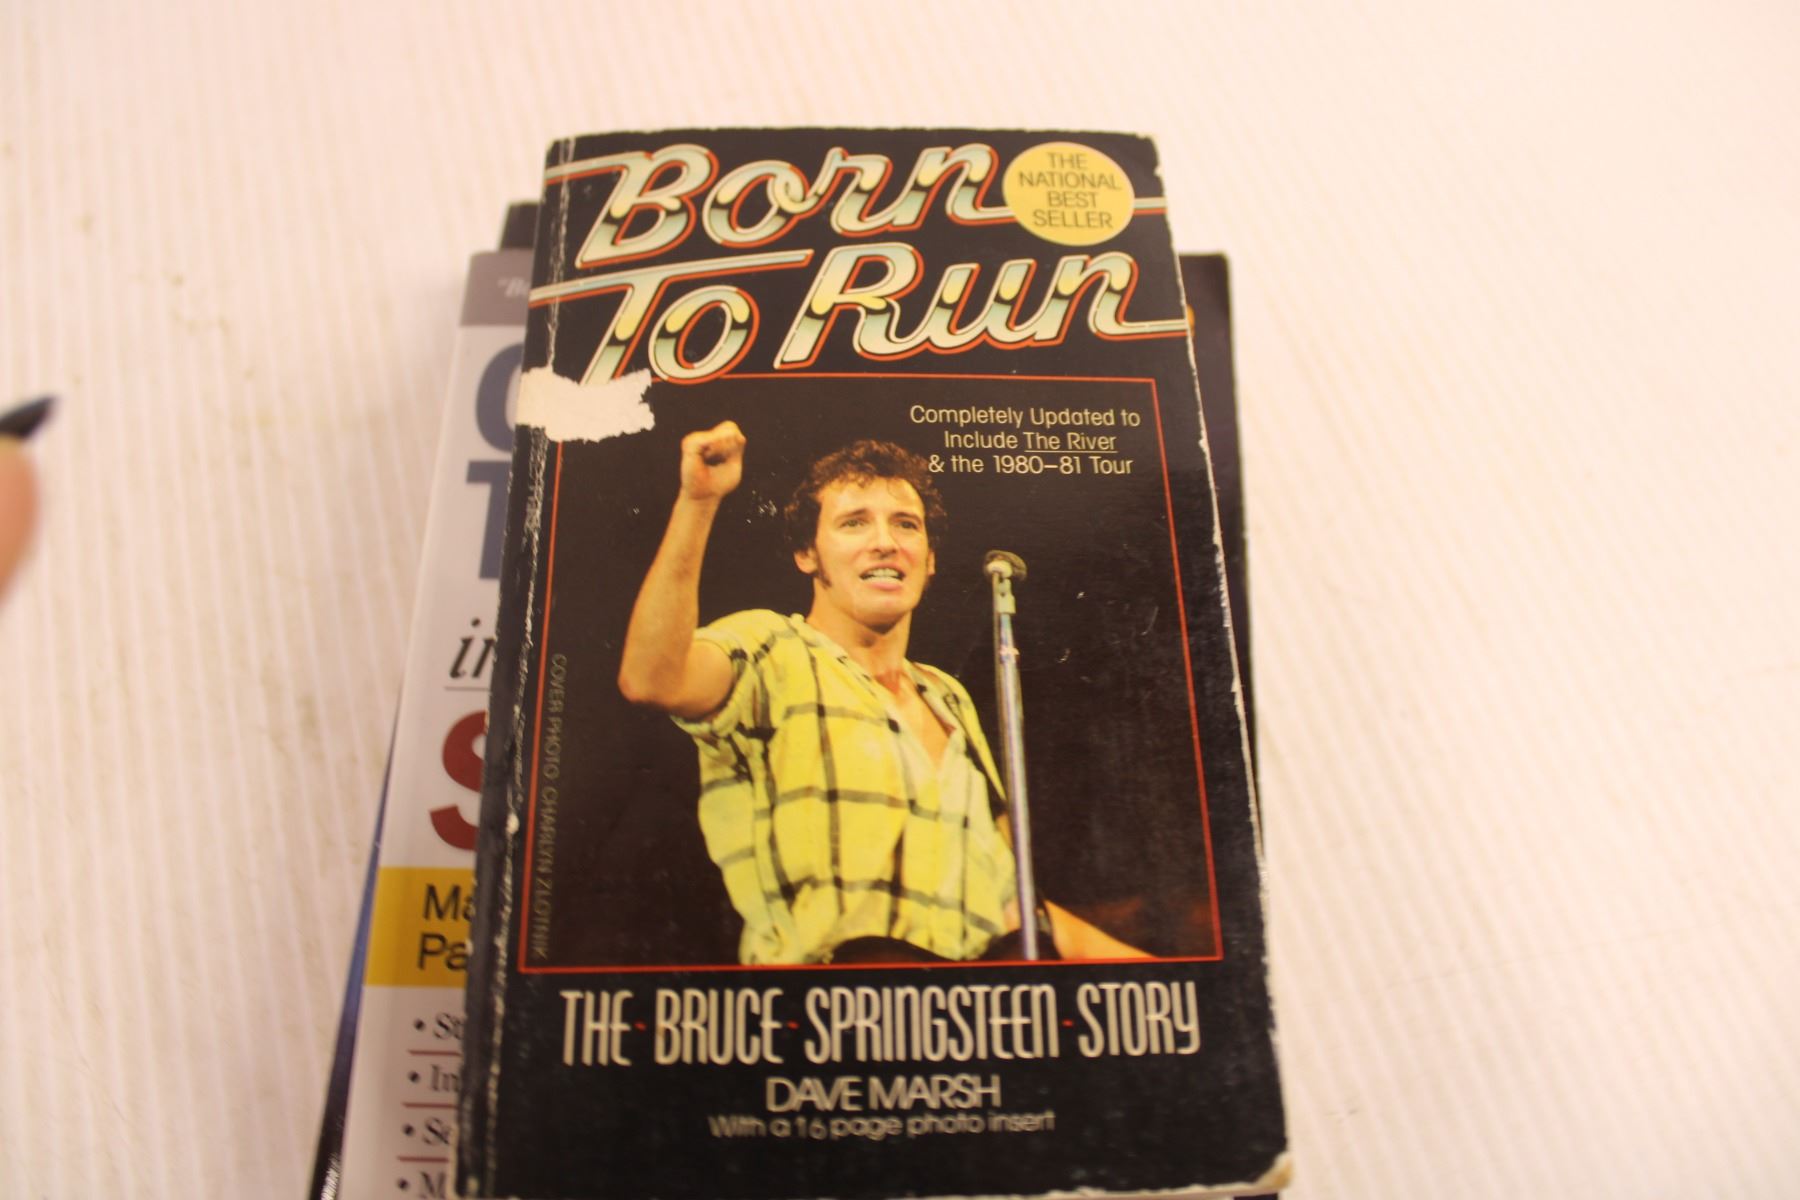 Born
To Run
THE
NATIONAL
BEST
SELLER
Completely Updated to
Include The River
& the 1980–81 Tour
COVER PHOTO CHARLYN ZLOTNIK
THE • BRUCE • SPRINGSTEEN • STORY
DAVE MARSH
With a 16 page photo insert